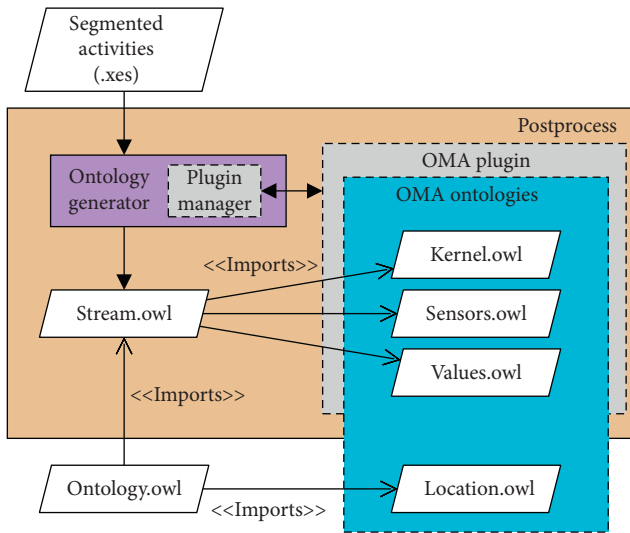 Segmented
activities
(.xes)
Postprocess
OMA plugin
Ontology
generator
Plugin
manager
OMA ontologies
<<Imports>>
Kernel.owl
Stream.owl
Sensors.owl
Values.owl
<<Imports>>
Ontology.owl
<<Imports>>
Location.owl